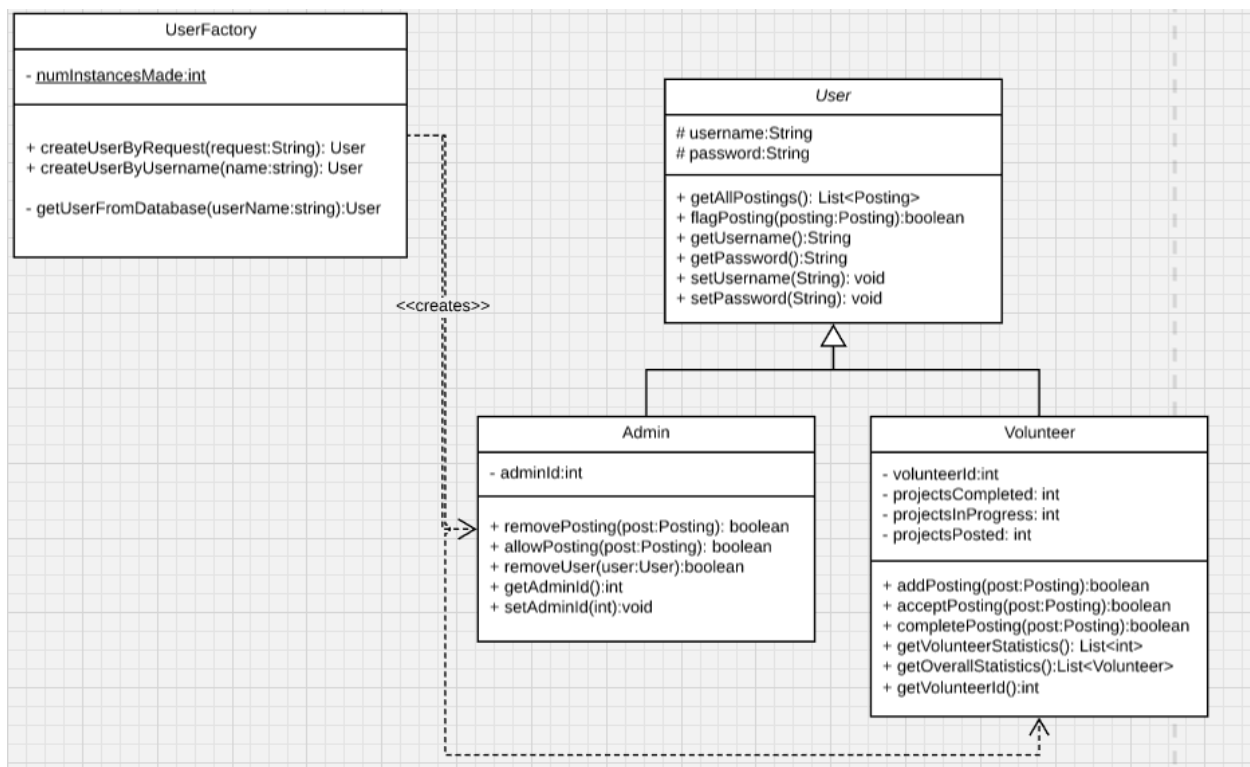 UserFactory
- numInstancesMade:int
+ createUserByRequest(request:String): User
+ createUserByUsername(name:string): User
- getUserFromDatabase(userName:string):User
<<creates>>
User
# username:String
# password:String
+ getAllPostings(): List<Posting>
+ flagPosting(posting:Posting):boolean
+ getUsername():String
+ getPassword():String
+ setUsername(String): void
+ setPassword(String): void
Admin
- adminId:int
+ removePosting(post:Posting): boolean
+ allowPosting(post:Posting): boolean
+ removeUser(user:User):boolean
+ getAdminId():int
+ setAdminId(int):void
Volunteer
- volunteerId:int
- projectsCompleted: int
- projectsInProgress: int
- projectsPosted: int
+ addPosting(post:Posting):boolean
+ acceptPosting(post:Posting):boolean
+ completePosting(post:Posting):boolean
+ getVolunteerStatistics(): List<int>
+ getOverallStatistics():List<Volunteer>
+ getVolunteerId():int